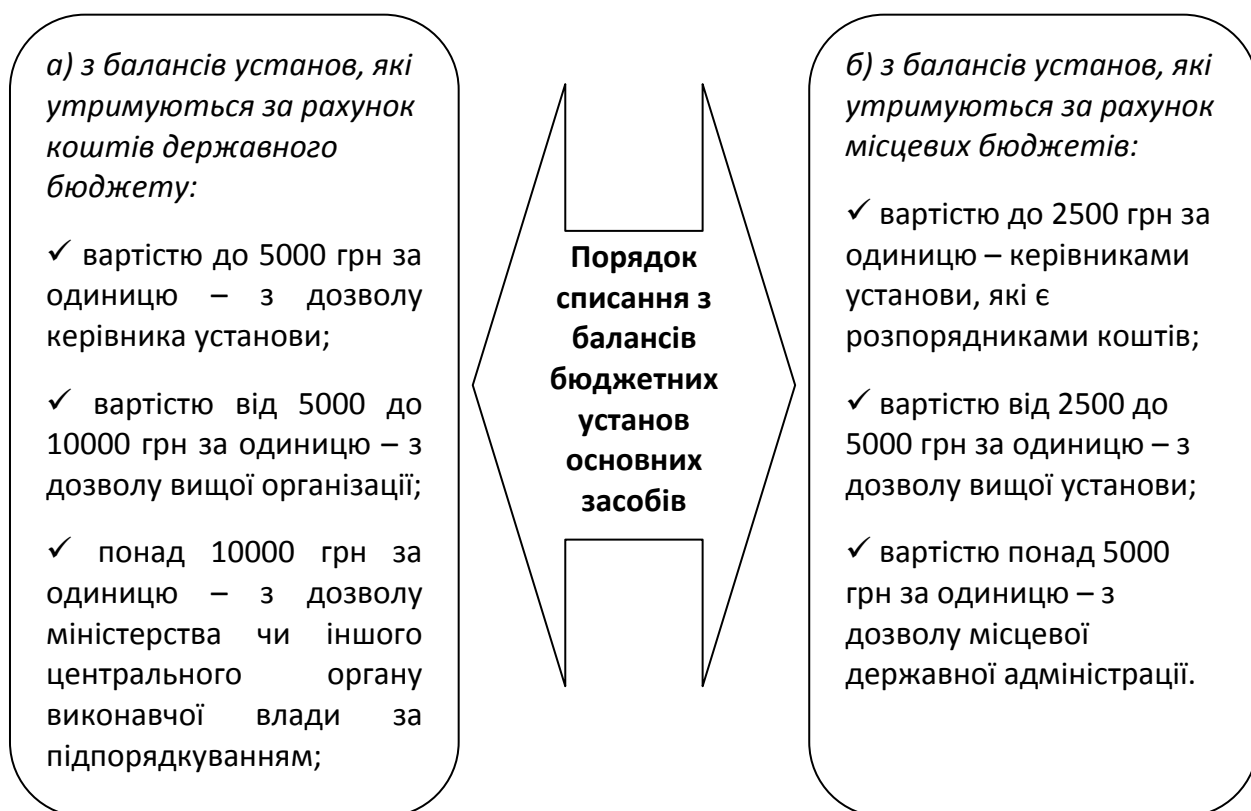 а) з балансів установ, які
утримуються за рахунок
коштів державного
бюджету:
✓ вартістю до 5000 грн за
одиницю – з дозволу
керівника установи;
✓ вартістю від 5000 до
10000 грн за одиницю – з
дозволу вищої організації;
✓ понад 10000 грн за
одиницю – з дозволу
міністерства чи іншого
центрального органу
виконавчої влади за
підпорядкуванням;
Порядок
списання з
балансів
бюджетних
установ
основних
засобів
б) з балансів установ, які
утримуються за рахунок
місцевих бюджетів:
✓ вартістю до 2500 грн за
одиницю – керівниками
установи, які є
розпорядниками коштів;
✓ вартістю від 2500 до
5000 грн за одиницю – з
дозволу вищої установи;
✓ вартістю понад 5000
грн за одиницю – з
дозволу місцевої
державної адміністрації.